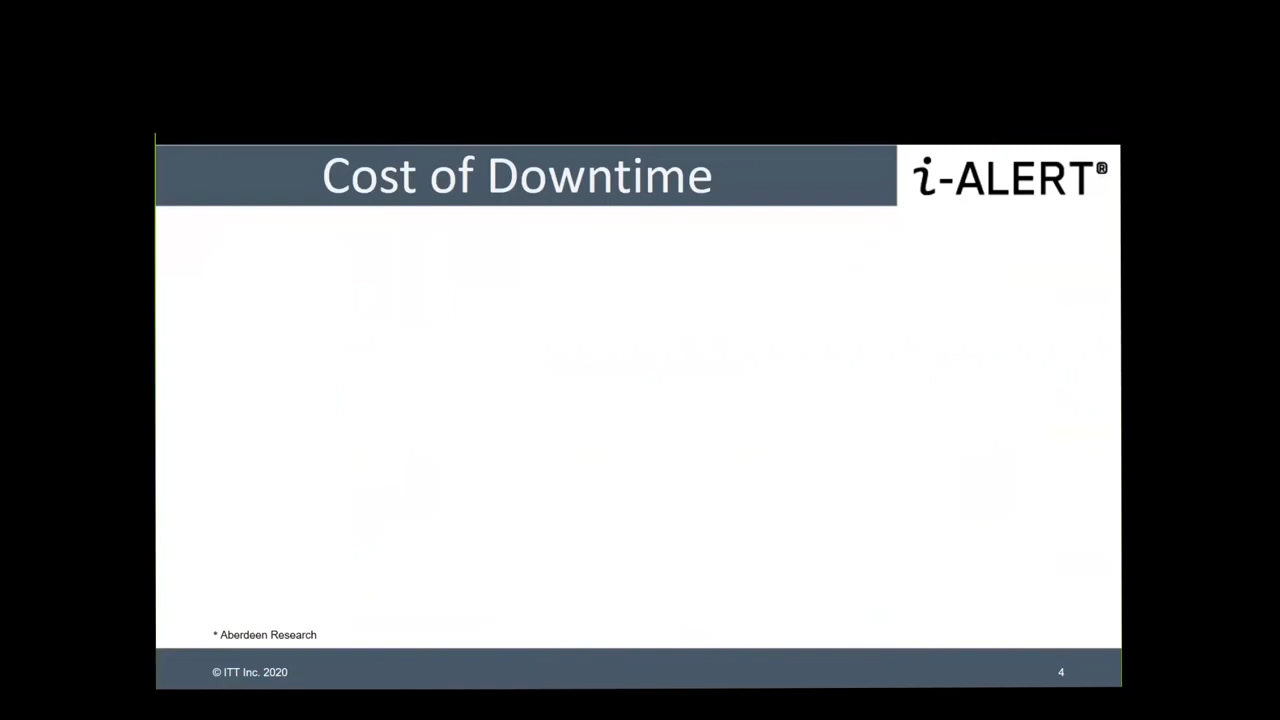 Cost of Downtime
i-ALERT®
* Aberdeen Research
© ITT Inc. 2020
4